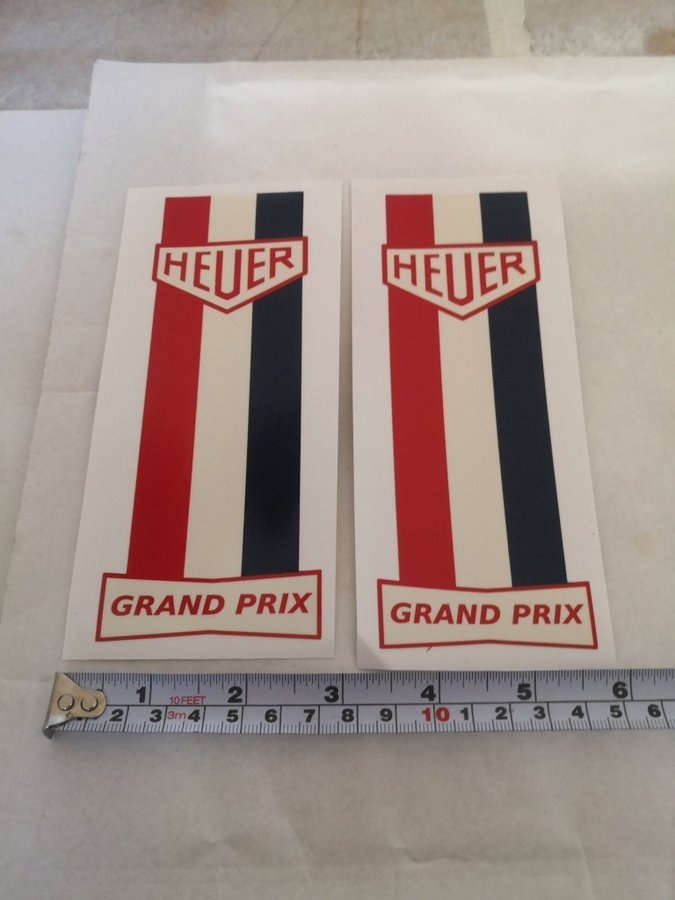 HEUER
HEUER
GRAND PRIX
GRAND PRIX
1 2 3 4 5 6
10 FEET
3m
2 3 4 5 6 7 8 9 10 1 2 3 4 5 6